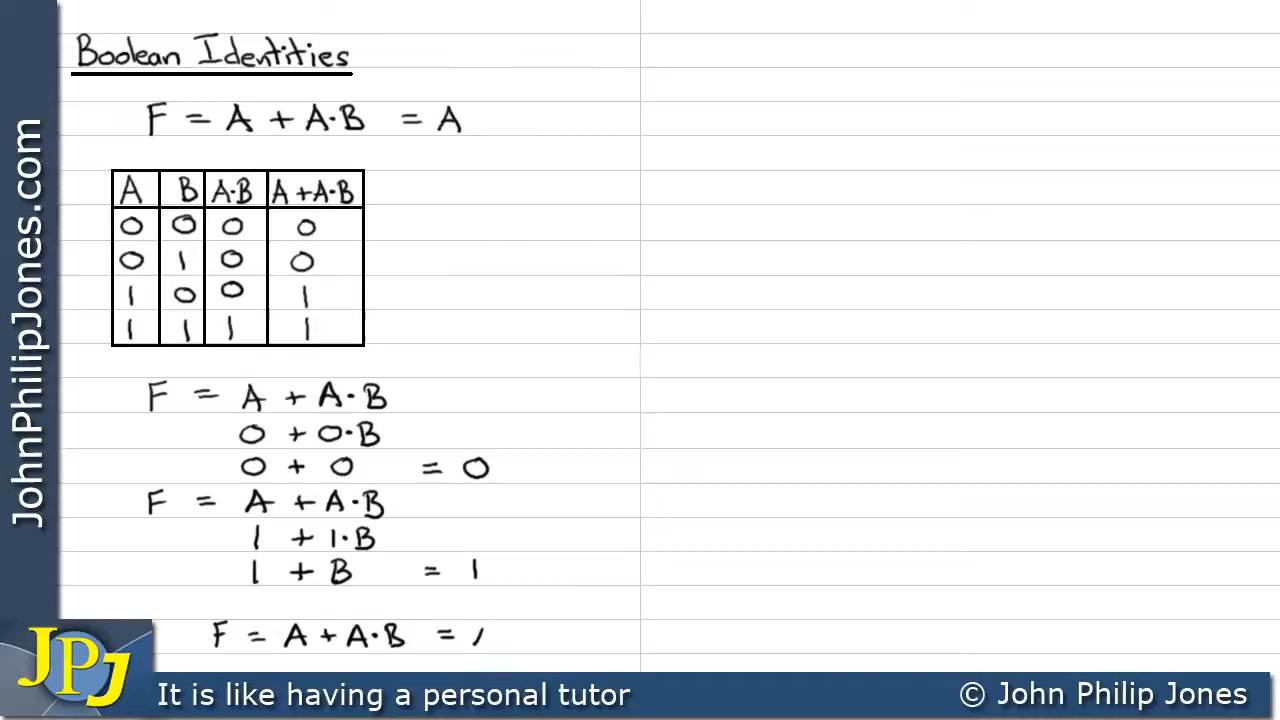 Boolean Identities
F = A + A·B = A
A B A·B A+A·B
0 0 0 0
0 1 0 0
1 0 0 1
1 1 1 1
F = A + A·B
0 + 0·B
0 + 0 = 0
F = A + A·B
1 + 1·B
1 + B = 1
F = A + A·B =
JohnPhilipJones.com
JPJ
It is like having a personal tutor
© John Philip Jones